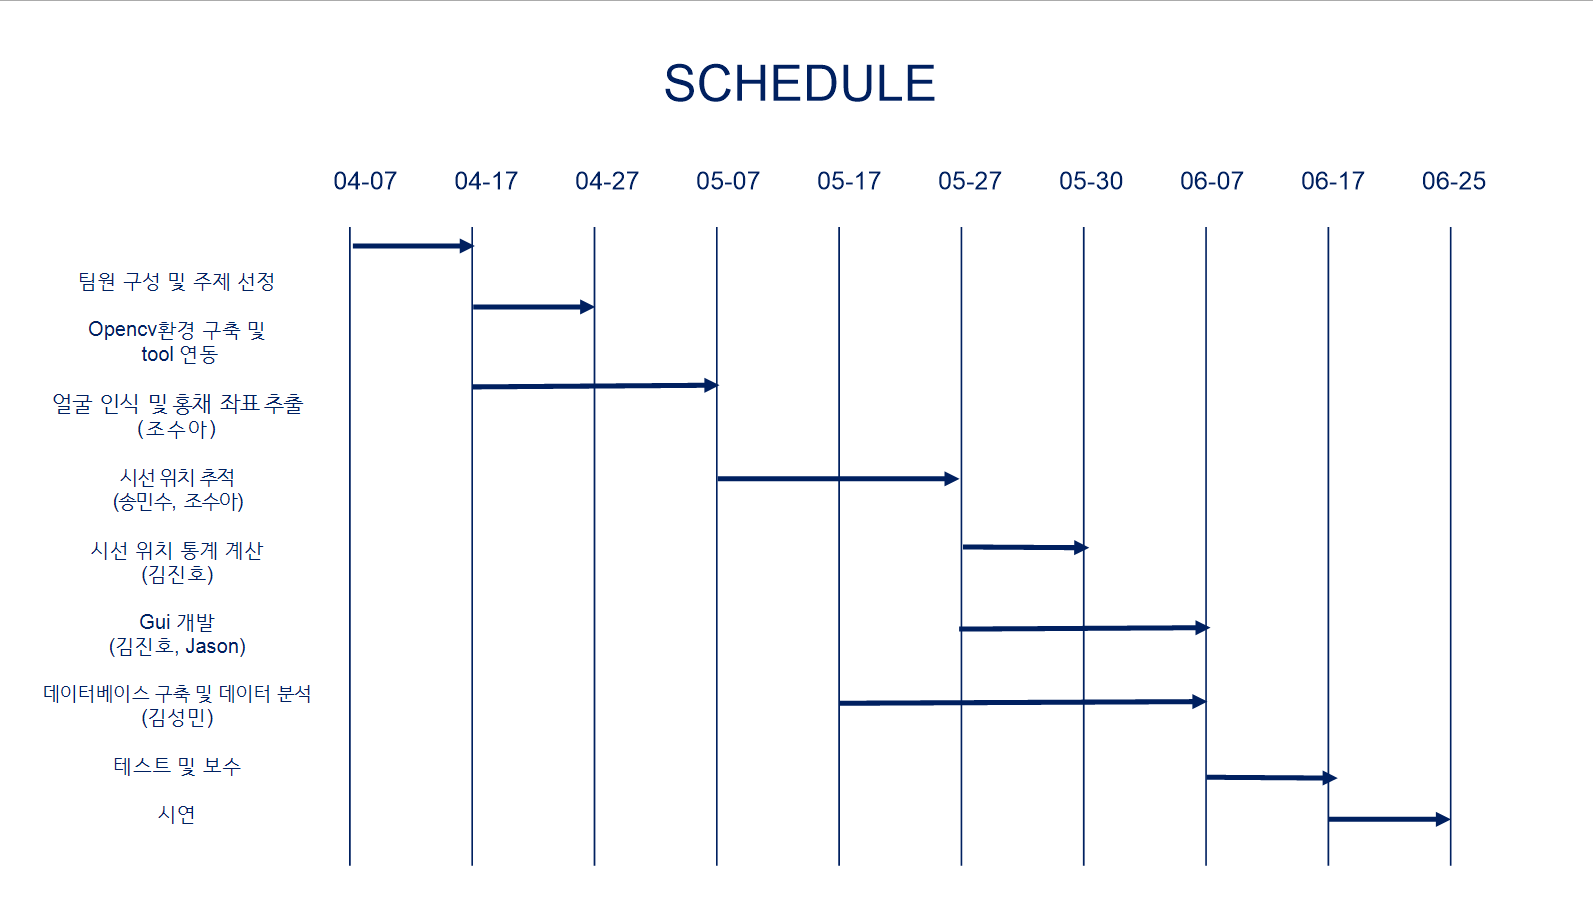 SCHEDULE
04-07 04-17 04-27 05-07 05-17 05-27 05-30 06-07 06-17 06-25
팀원 구성 및 주제 선정
Opencv환경 구축 및
tool 연동
얼굴 인식 및 홍채 좌표 추출
(조수아)
시선 위치 추적
(송민수, 조수아)
시선 위치 통계 계산
(김진호)
Gui 개발
(김진호, Jason)
데이터베이스 구축 및 데이터 분석
(김성민)
테스트 및 보수
시연